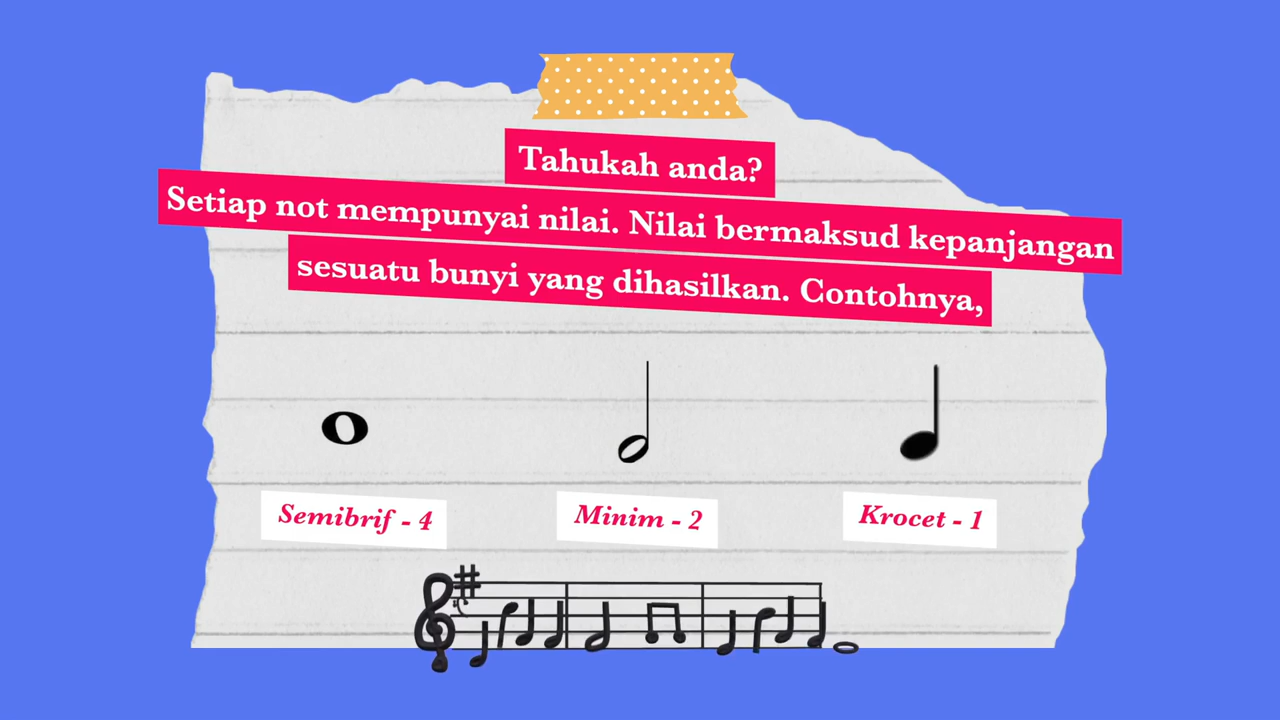 Tahukah anda?
Setiap not mempunyai nilai. Nilai bermaksud kepanjangan
sesuatu bunyi yang dihasilkan. Contohnya,
Semibrif - 4
Minim - 2
Krocet - 1